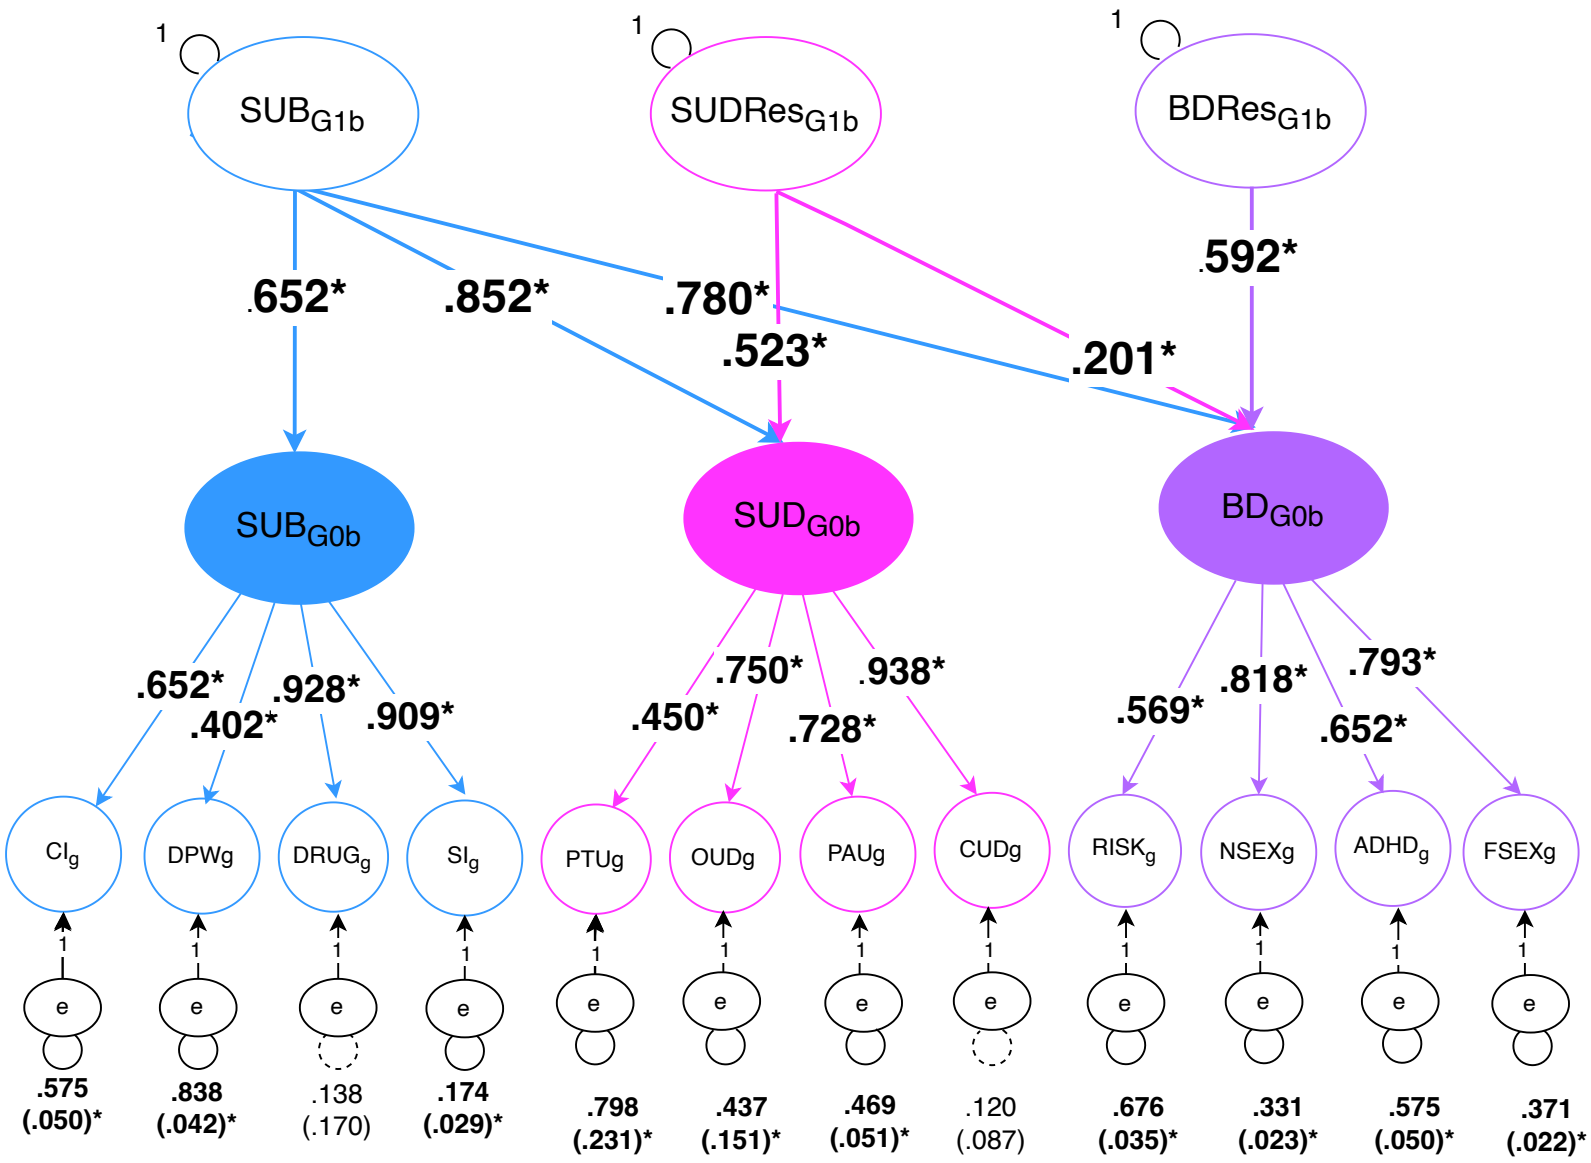 1 1 1
SUBG1b SUDResG1b BDResG1b
.592*
.652* .852* .780*
.523* .201*
SUBG0b SUDG0b BDG0b
.652* .402* .928* .909* .450* .750* .728* .938* .569* .818* .652* .793*
CIg DPWg DRUGg SIg PTUg OUDg PAUg CUDg RISKg NSEXg ADHDg FSEXg
1 1 1 1 1 1 1 1 1 1 1 1
e e e e e e e e e e e e
.575 .838 .138 .174 .798 .437 .469 .120 .676 .331 .575 .371
(.050)* (.042)* (.170) (.029)* (.231)* (.151)* (.051)* (.087) (.035)* (.023)* (.050)* (.022)*